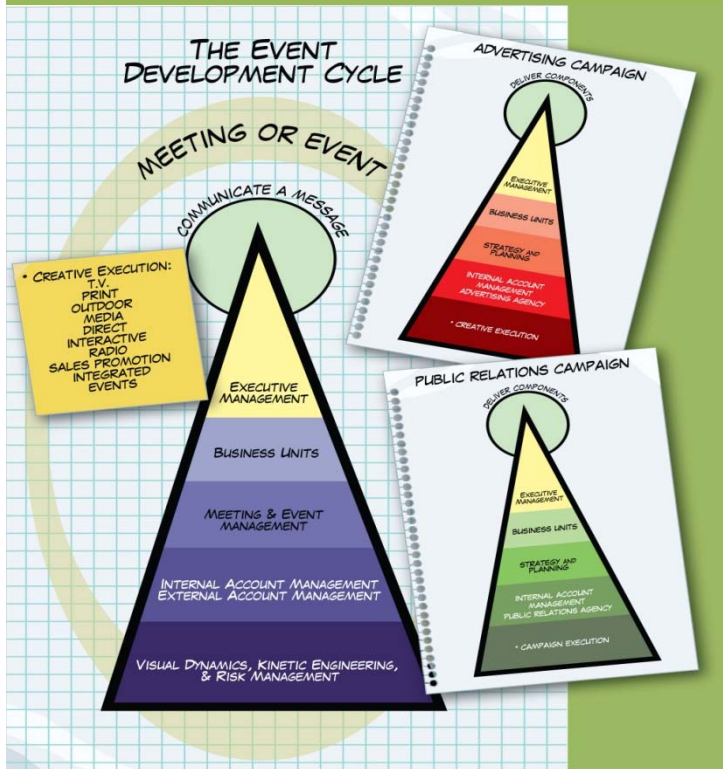 THE EVENT
DEVELOPMENT CYCLE
MEETING OR EVENT
COMMUNICATE A MESSAGE
• CREATIVE EXECUTION:
T.V.
PRINT
OUTDOOR
MEDIA
DIRECT
INTERACTIVE
RADIO
SALES PROMOTION
INTEGRATED
EVENTS
EXECUTIVE
MANAGEMENT
BUSINESS UNITS
MEETING & EVENT
MANAGEMENT
INTERNAL ACCOUNT MANAGEMENT
EXTERNAL ACCOUNT MANAGEMENT
VISUAL DYNAMICS, KINETIC ENGINEERING,
& RISK MANAGEMENT
ADVERTISING CAMPAIGN
DELIVER COMPONENTS
EXECUTIVE
MANAGEMENT
BUSINESS UNITS
STRATEGY AND
PLANNING
INTERNAL ACCOUNT
MANAGEMENT
ADVERTISING AGENCY
• CREATIVE EXECUTION
PUBLIC RELATIONS CAMPAIGN
DELIVER COMPONENTS
EXECUTIVE
MANAGEMENT
BUSINESS UNITS
STRATEGY AND
PLANNING
INTERNAL ACCOUNT
MANAGEMENT
PUBLIC RELATIONS AGENCY
• CAMPAIGN EXECUTION